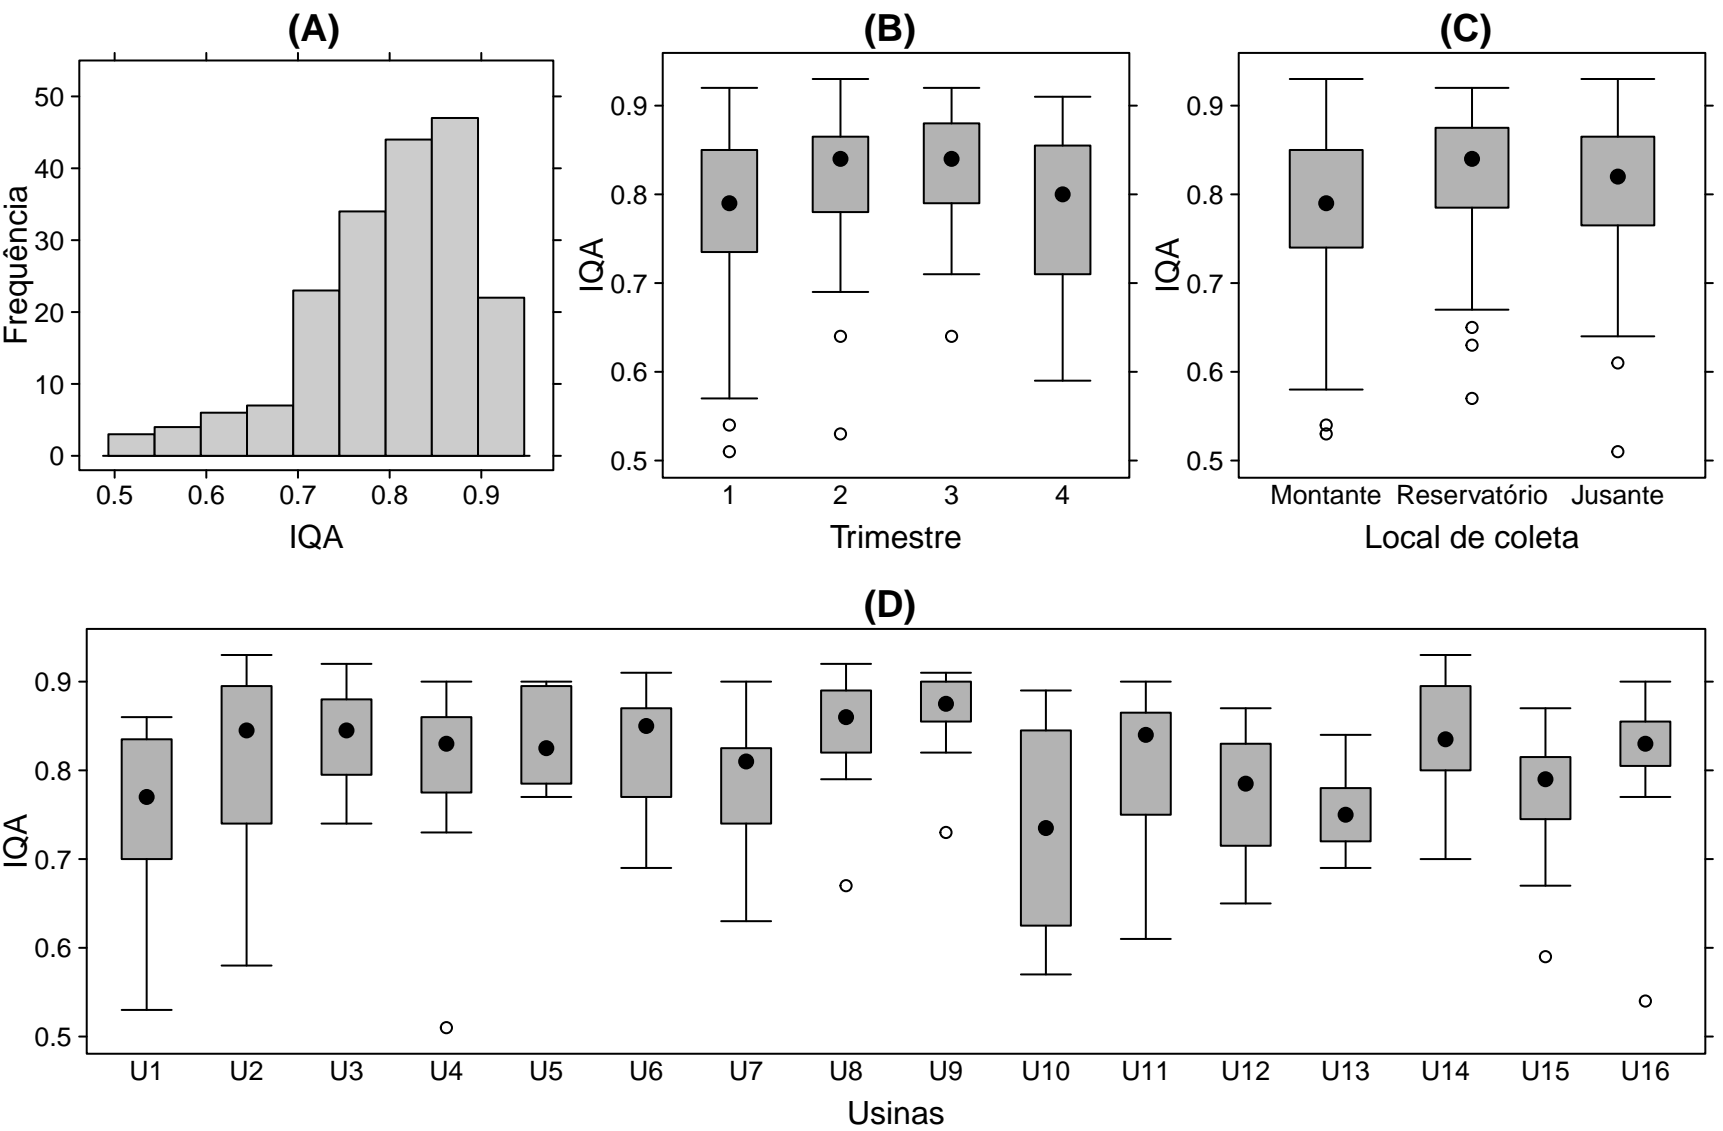 (A)
50
40
30
20
10
0
Frequência
0.5 0.6 0.7 0.8 0.9
IQA
(B)
0.9
0.8
0.7
0.6
0.5
IQA
1 2 3 4
Trimestre
(C)
0.9
0.8
0.7
0.6
0.5
IQA
Montante Reservatório Jusante
Local de coleta
(D)
0.9
0.8
0.7
0.6
0.5
IQA
U1 U2 U3 U4 U5 U6 U7 U8 U9 U10 U11 U12 U13 U14 U15 U16
Usinas